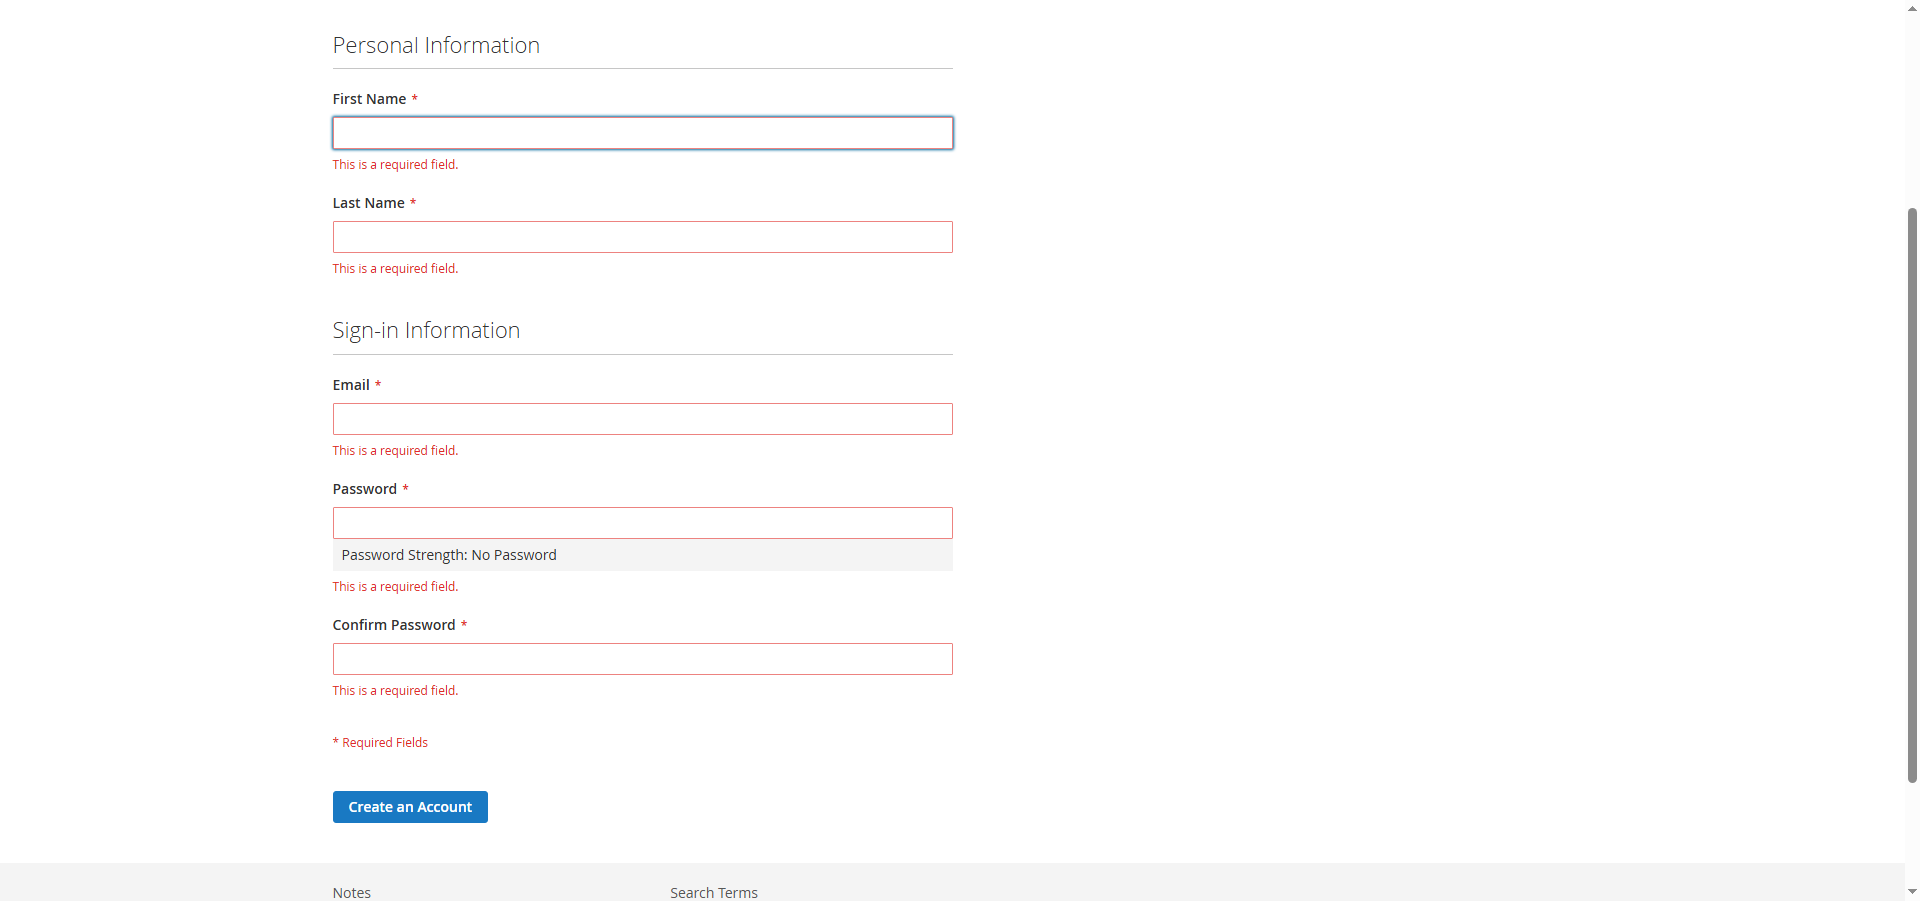 Personal Information
First Name *
This is a required field.
Last Name *
This is a required field.
Sign-in Information
Email *
This is a required field.
Password *
Password Strength: No Password
This is a required field.
Confirm Password *
This is a required field.
* Required Fields
Create an Account
Notes Search Terms